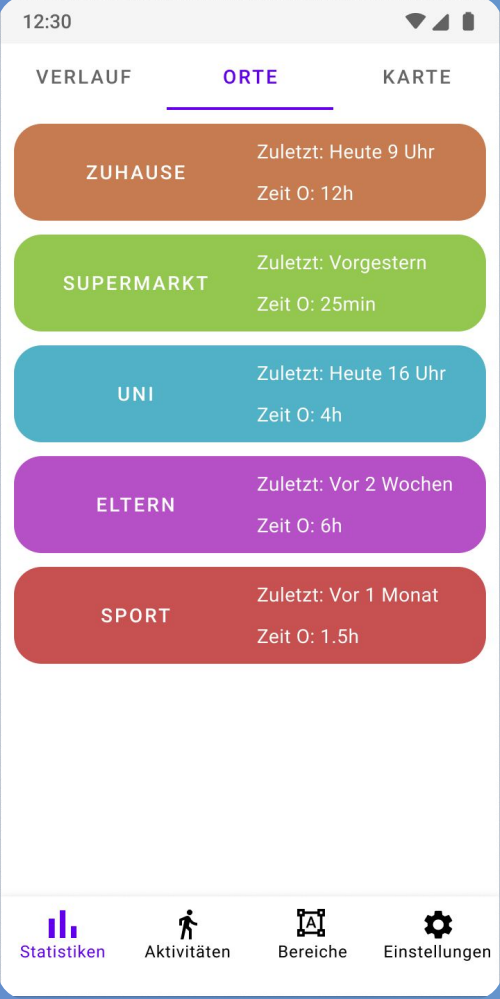 12:30
VERLAUF ORTE KARTE
ZUHAUSE
Zuletzt: Heute 9 Uhr
Zeit O: 12h
SUPERMARKT
Zuletzt: Vorgestern
Zeit O: 25min
UNI
Zuletzt: Heute 16 Uhr
Zeit O: 4h
ELTERN
Zuletzt: Vor 2 Wochen
Zeit O: 6h
SPORT
Zuletzt: Vor 1 Monat
Zeit O: 1.5h
A
Statistiken Aktivitäten Bereiche Einstellungen